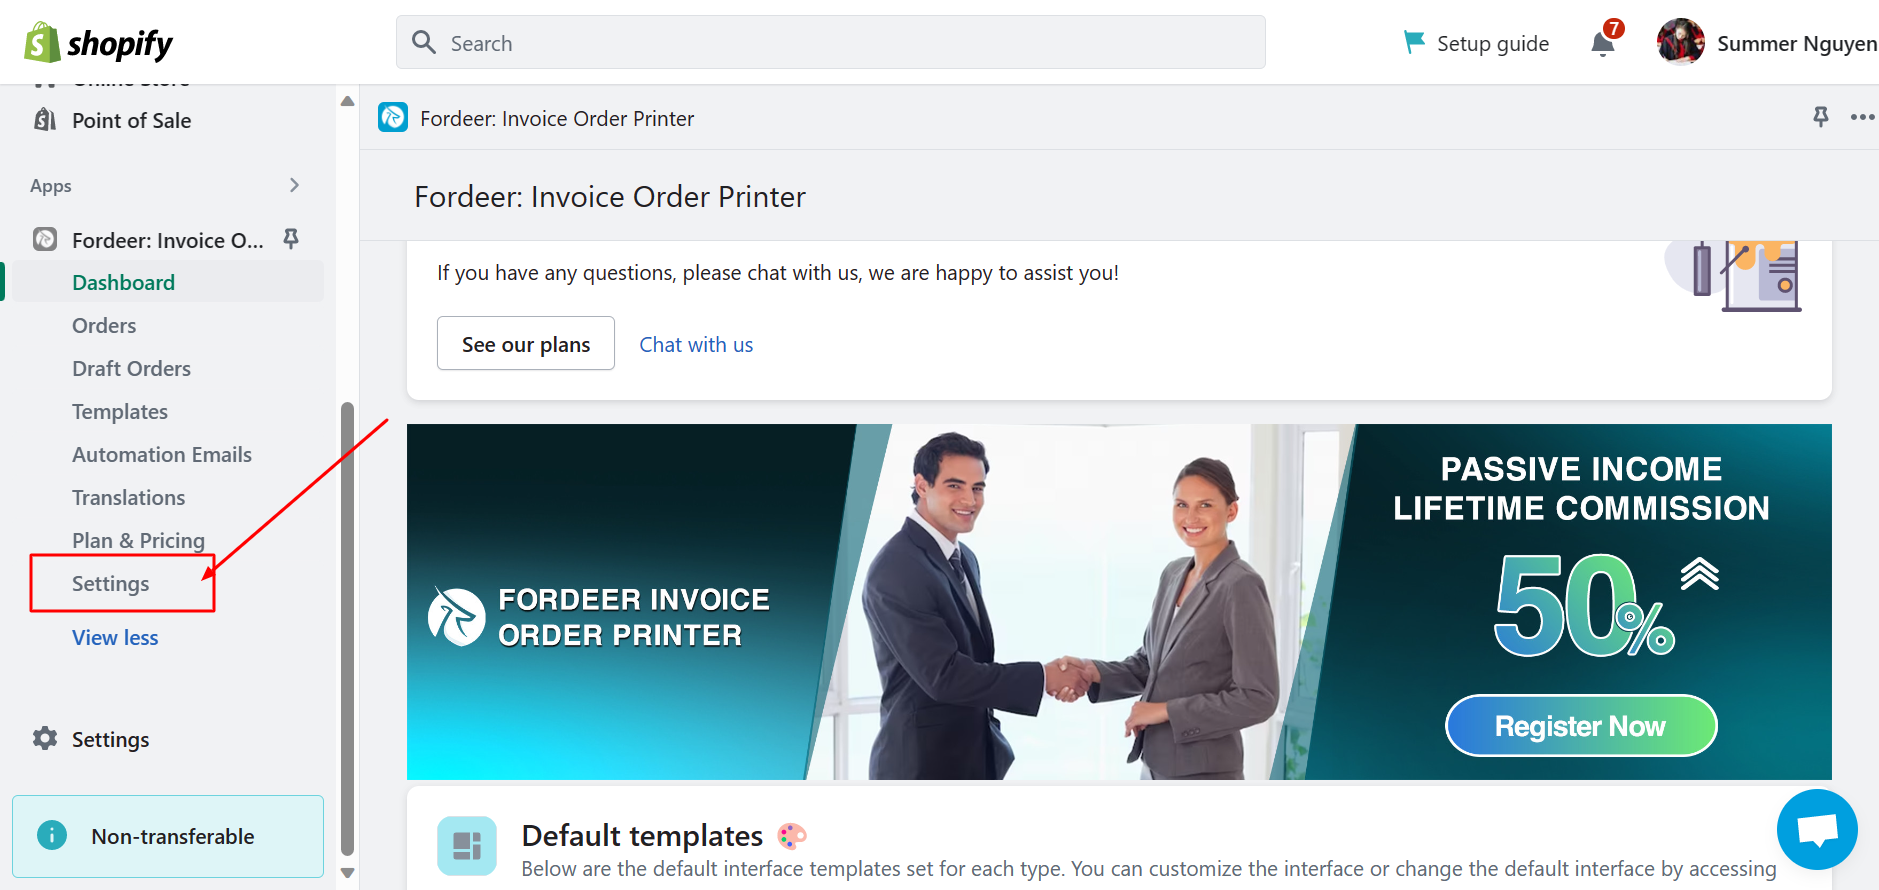 shopify
Search
Setup guide
7
Summer Nguyen
Online Store
Point of Sale
Apps
Fordeer: Invoice O...
Dashboard
Orders
Draft Orders
Templates
Automation Emails
Translations
Plan & Pricing
Settings
View less
Settings
Non-transferable
Fordeer: Invoice Order Printer
Fordeer: Invoice Order Printer
If you have any questions, please chat with us, we are happy to assist you!
See our plans
Chat with us
FORDEER INVOICE
ORDER PRINTER
PASSIVE INCOME
LIFETIME COMMISSION
50%
Register Now
Default templates
Below are the default interface templates set for each type. You can customize the interface or change the default interface by accessing